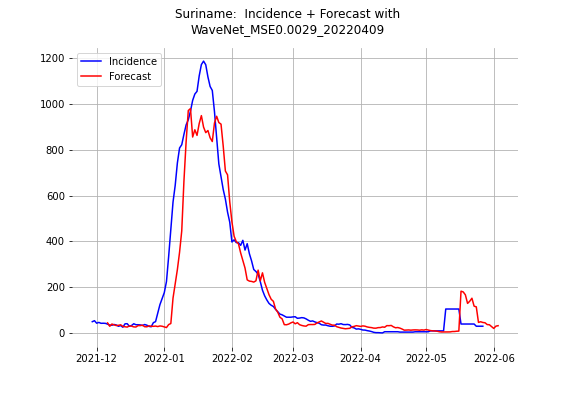 Suriname:  Incidence + Forecast with
WaveNet_MSE0.0029_20220409
Incidence
Forecast
1200
1000
800
600
400
200
0
2021-12 2022-01 2022-02 2022-03 2022-04 2022-05 2022-06